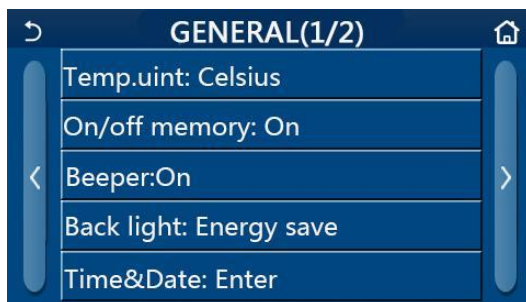 GENERAL(1/2)
Temp.uint: Celsius
On/off memory: On
Beeper:On
Back light: Energy save
Time&Date: Enter